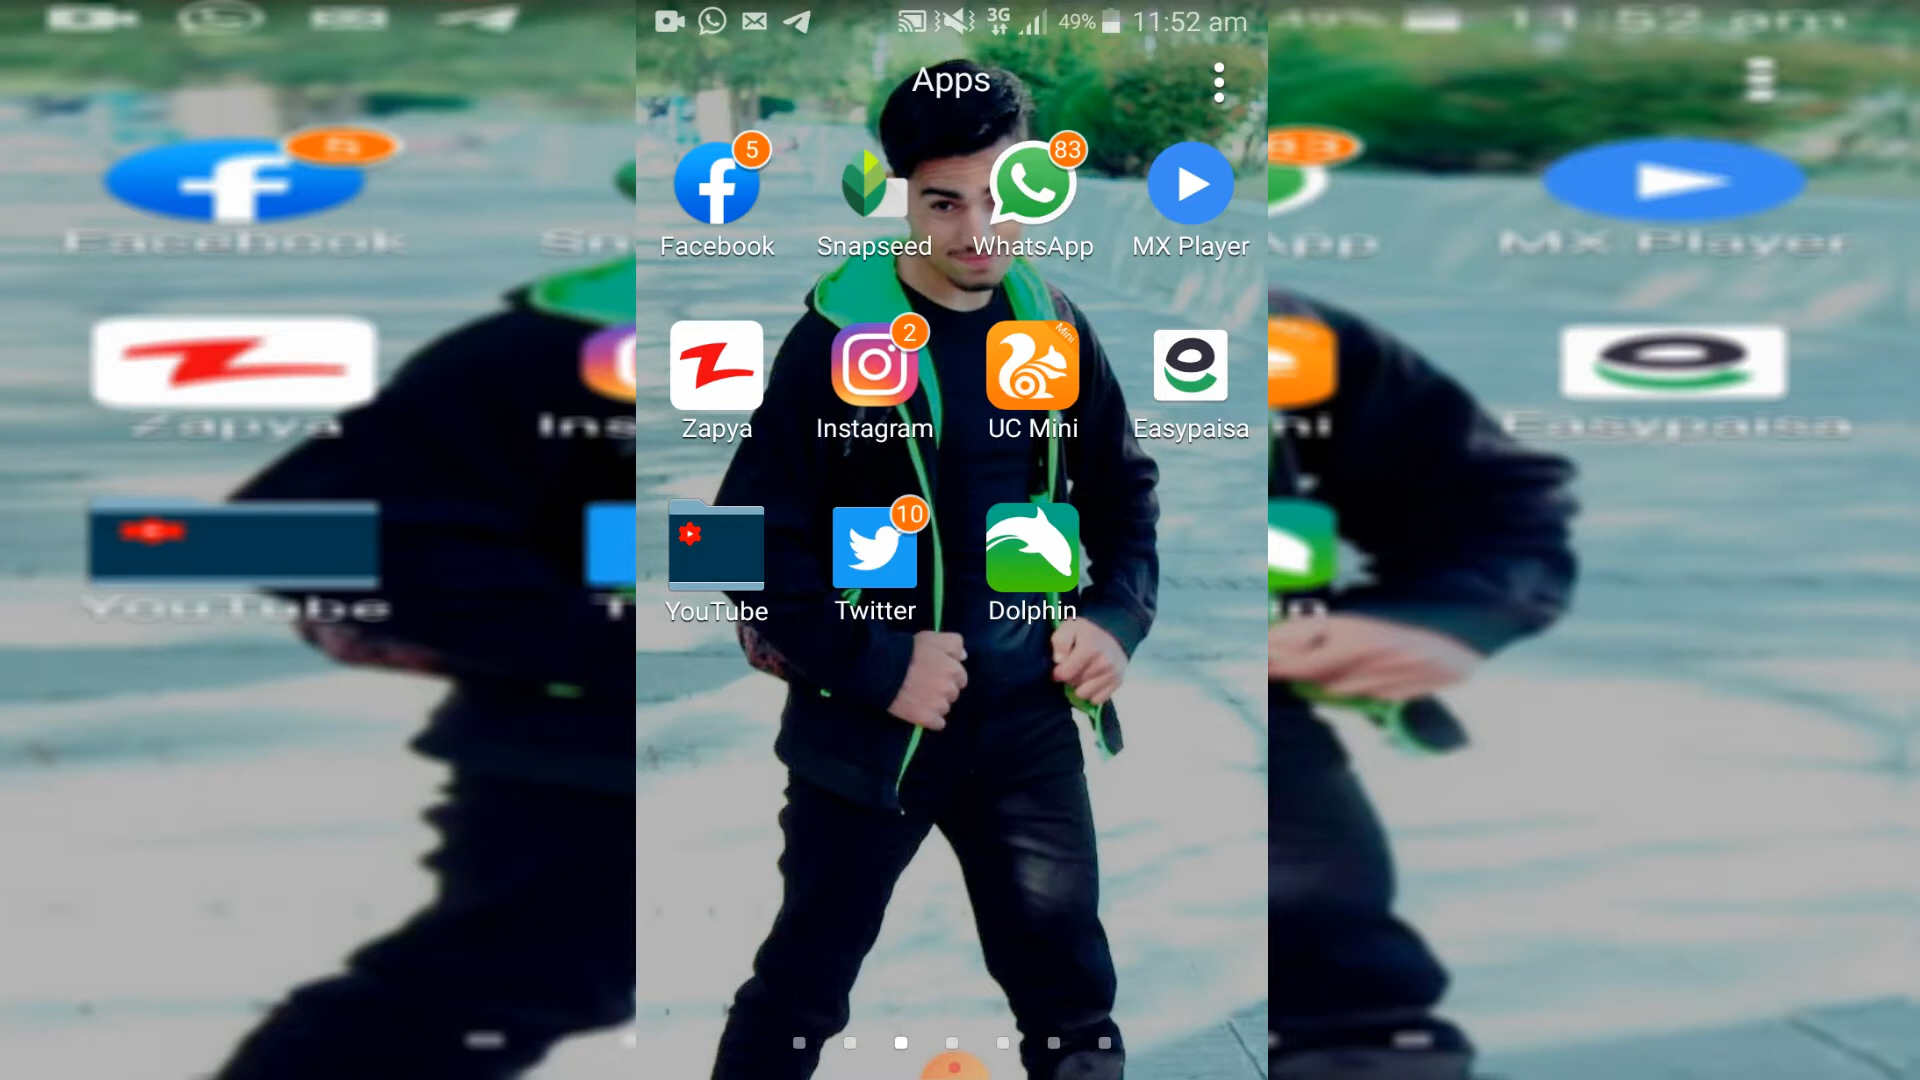 3G 49% 11:52 am
Apps
5 83
Facebook Snapseed WhatsApp MX Player
2 Mini
Zapya Instagram UC Mini Easypaisa
10
YouTube Twitter Dolphin